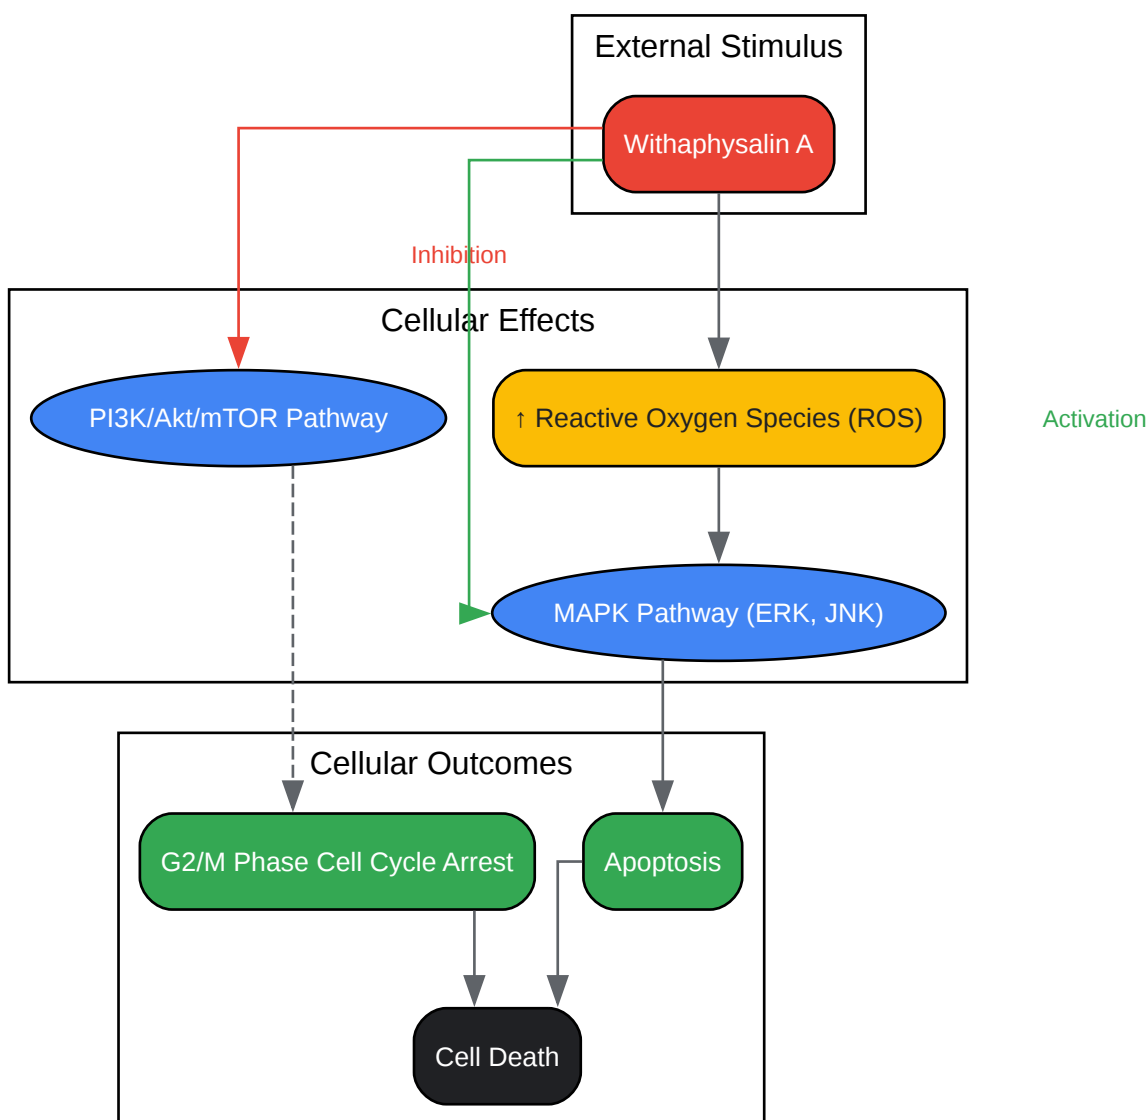 External Stimulus
Withaphysalin A
Inhibition
Cellular Effects
PI3K/Akt/mTOR Pathway
↑ Reactive Oxygen Species (ROS)
Activation
MAPK Pathway (ERK, JNK)
Cellular Outcomes
G2/M Phase Cell Cycle Arrest
Apoptosis
Cell Death